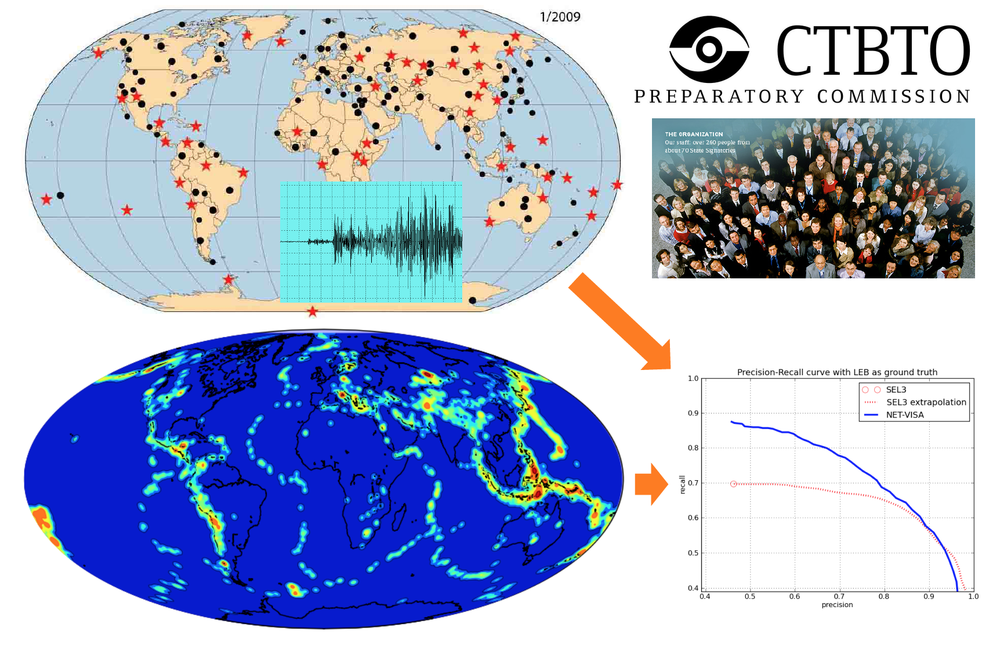 1/2009
CTBTO
PREPARATORY COMMISSION
THE ORGANIZATION
Our staff: over 260 people from
about 70 State Signatories
Precision-Recall curve with LEB as ground truth
SEL3
SEL3 extrapolation
NET-VISA
1.0
0.9
0.8
0.7
0.6
0.5
0.4
recall
0.4 0.5 0.6 0.7 0.8 0.9 1.0
precision